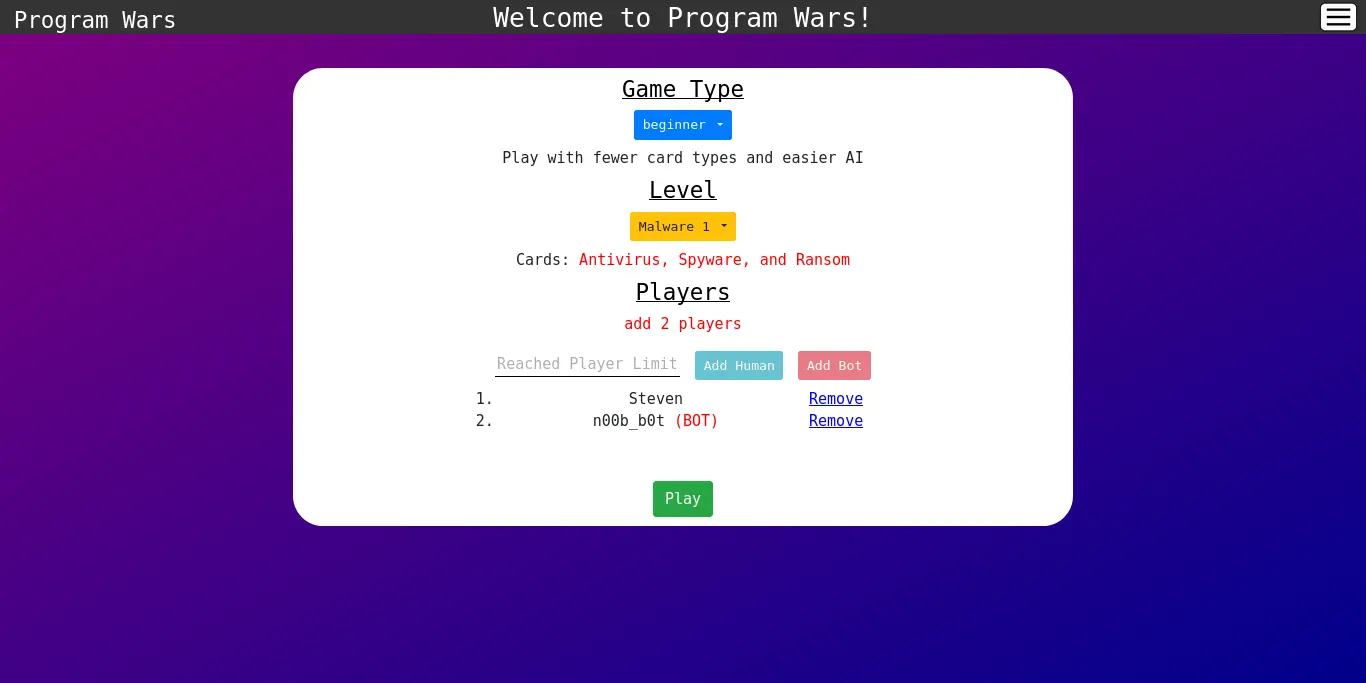 Program Wars
Welcome to Program Wars!
Game Type
beginner
Play with fewer card types and easier AI
Level
Malware 1
Cards: Antivirus, Spyware, and Ransom
Players
add 2 players
Reached Player Limit Add Human Add Bot
1. Steven Remove
2. n00b_b0t (BOT) Remove
Play